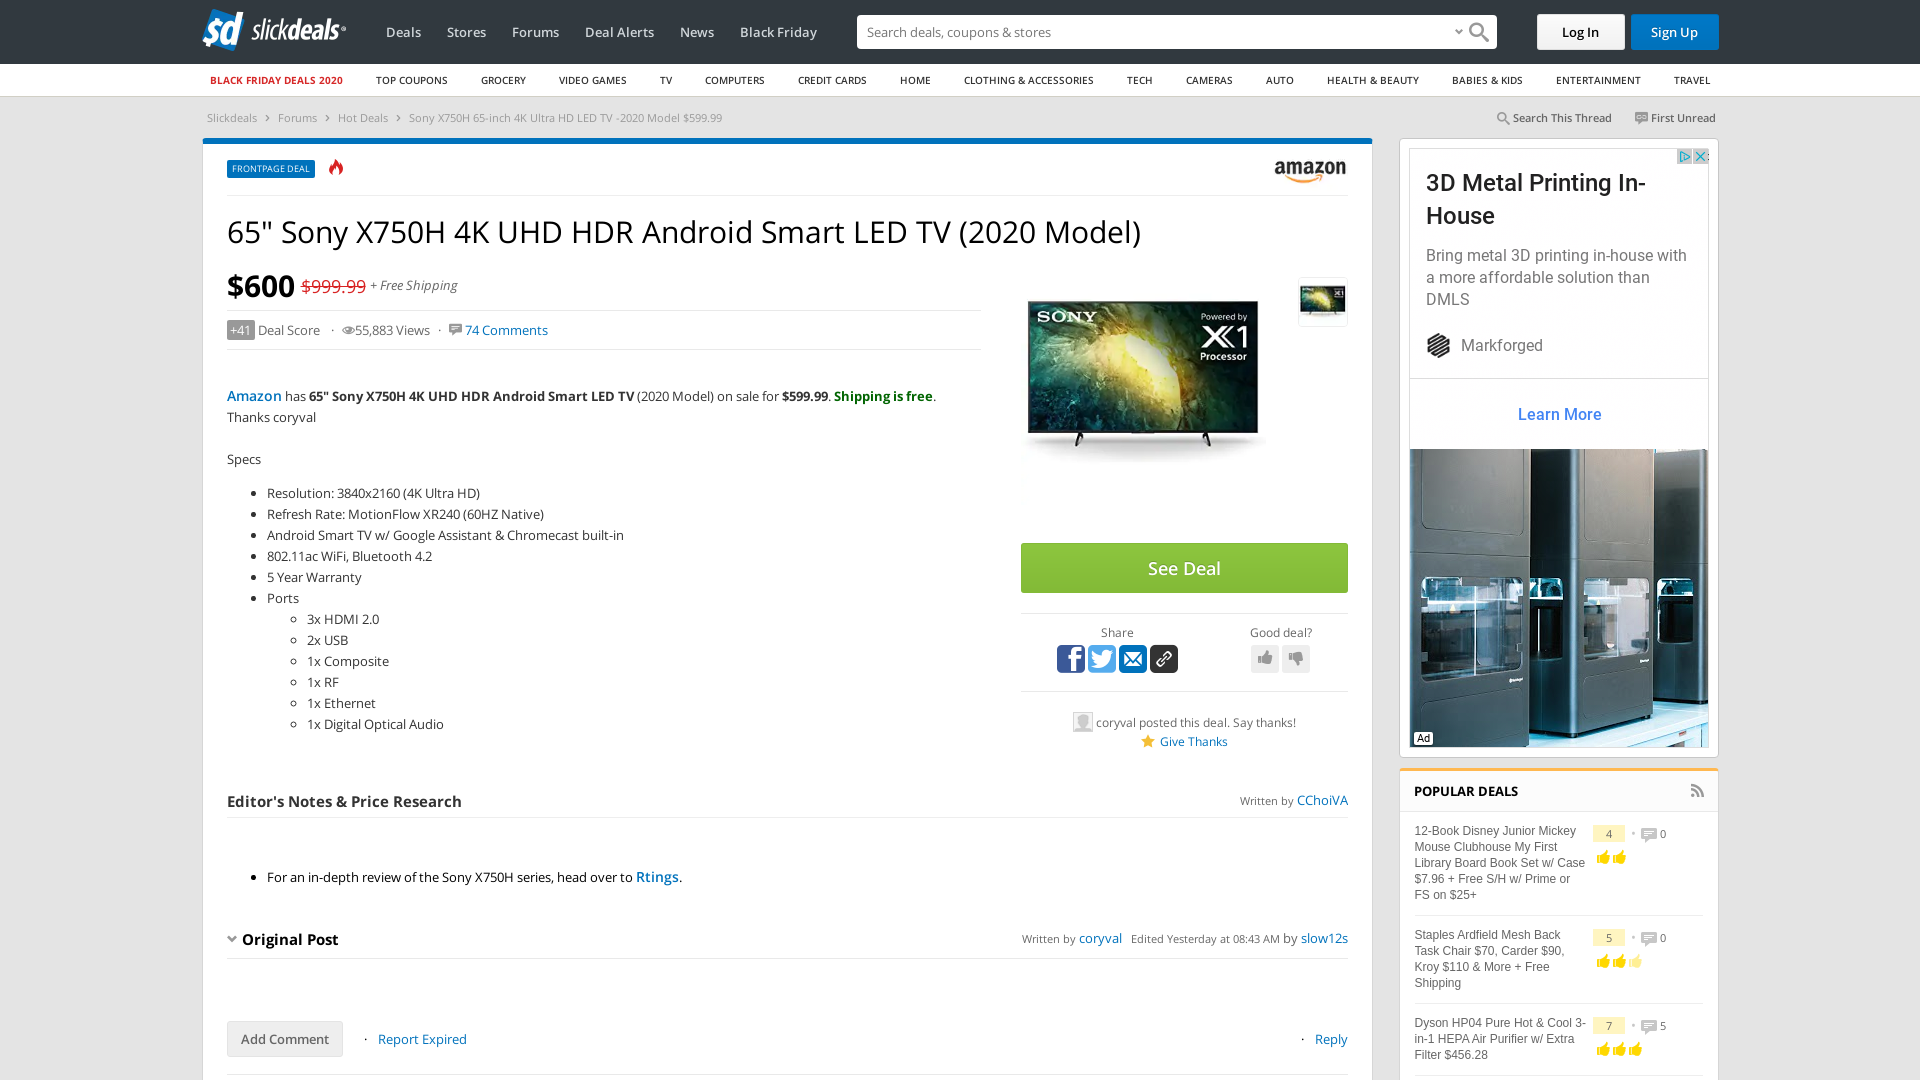 sd slickdeals
Deals Stores Forums Deal Alerts News Black Friday
Search deals, coupons & stores
Log In Sign Up
BLACK FRIDAY DEALS 2020 TOP COUPONS GROCERY VIDEO GAMES TV COMPUTERS CREDIT CARDS HOME CLOTHING & ACCESSORIES TECH CAMERAS AUTO HEALTH & BEAUTY BABIES & KIDS ENTERTAINMENT TRAVEL
Slickdeals › Forums › Hot Deals › Sony X750H 65-inch 4K Ultra HD LED TV -2020 Model $599.99
Search This Thread First Unread
FRONTPAGE DEAL
amazon
65" Sony X750H 4K UHD HDR Android Smart LED TV (2020 Model)
$600 $999.99 + Free Shipping
+41 Deal Score · 55,883 Views · 74 Comments
SONY
Powered by
X1
Processor
Amazon has 65" Sony X750H 4K UHD HDR Android Smart LED TV (2020 Model) on sale for $599.99. Shipping is free.
Thanks coryval
Specs
• Resolution: 3840x2160 (4K Ultra HD)
• Refresh Rate: MotionFlow XR240 (60HZ Native)
• Android Smart TV w/ Google Assistant & Chromecast built-in
• 802.11ac WiFi, Bluetooth 4.2
• 5 Year Warranty
• Ports
◦ 3x HDMI 2.0
◦ 2x USB
◦ 1x Composite
◦ 1x RF
◦ 1x Ethernet
◦ 1x Digital Optical Audio
See Deal
Share
Good deal?
coryval posted this deal. Say thanks!
Give Thanks
Editor's Notes & Price Research
Written by CChoiVA
• For an in-depth review of the Sony X750H series, head over to Rtings.
Original Post
Written by coryval Edited Yesterday at 08:43 AM by slow12s
Add Comment · Report Expired
· Reply
3D Metal Printing In-
House
Bring metal 3D printing in-house with
a more affordable solution than
DMLS
Markforged
Learn More
Ad
POPULAR DEALS
12-Book Disney Junior Mickey
Mouse Clubhouse My First
Library Board Book Set w/ Case
$7.96 + Free S/H w/ Prime or
FS on $25+
4 • 0
Staples Ardfield Mesh Back
Task Chair $70, Carder $90,
Kroy $110 & More + Free
Shipping
5 • 0
Dyson HP04 Pure Hot & Cool 3-
in-1 HEPA Air Purifier w/ Extra
Filter $456.28
7 • 5